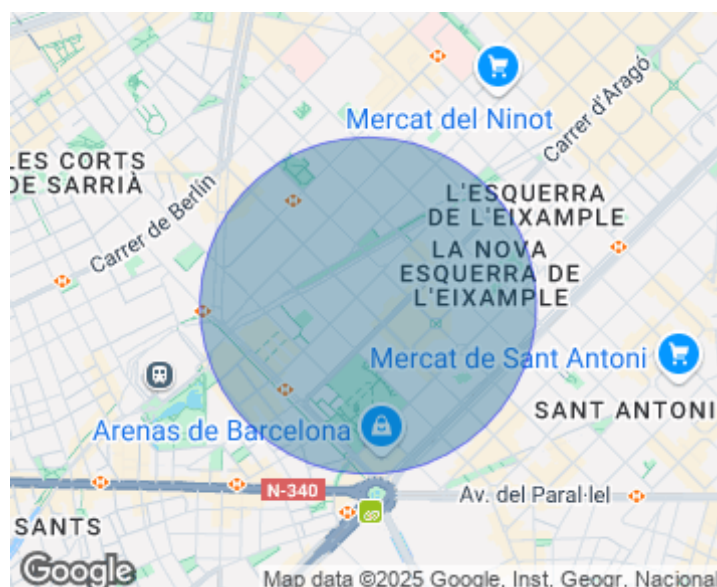 Mercat del Ninot
Carrer d'Aragó
LES CORTS
DE SARRIÀ
L'ESQUERRA
DE L'EIXAMPLE
Carrer de Berlín
LA NOVA
ESQUERRA DE
L'EIXAMPLE
Mercat de Sant Antoni
SANT ANTONI
Arenas de Barcelona
N-340
Av. del Paral·lel
SANTS
Google
Map data ©2025 Google, Inst. Geogr. Nacional